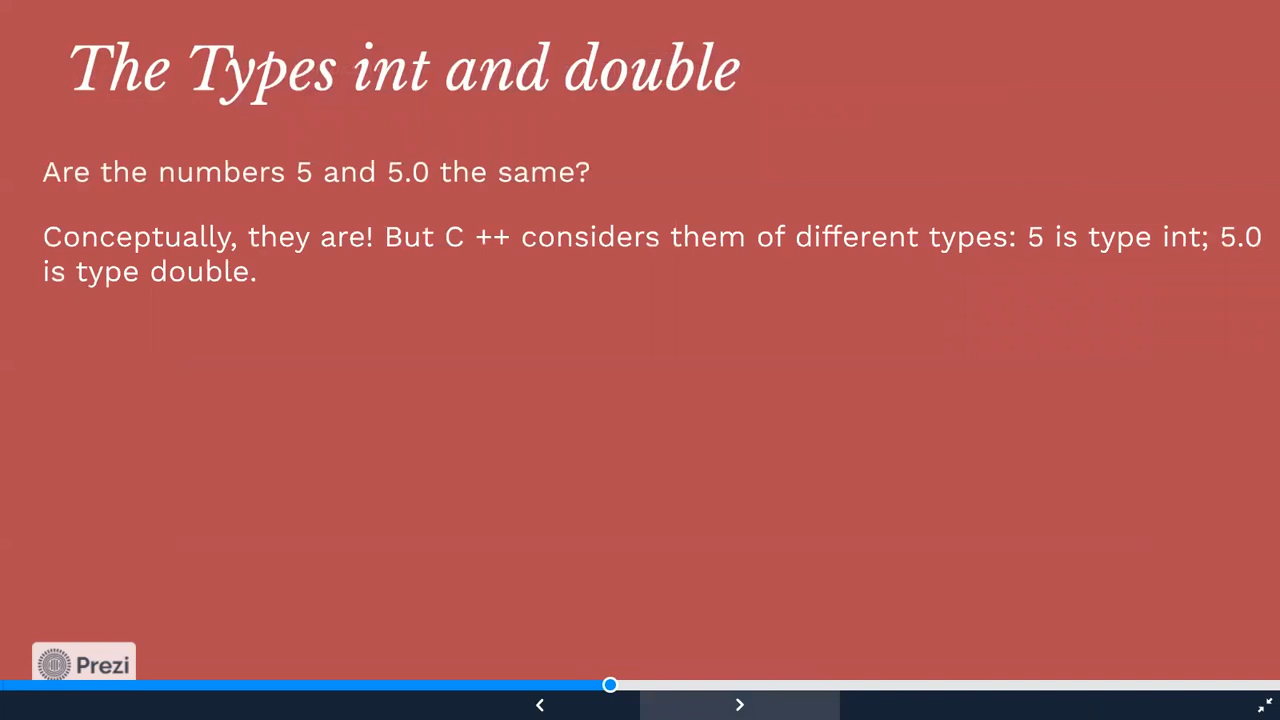 The Types int and double
Are the numbers 5 and 5.0 the same?
Conceptually, they are! But C ++ considers them of different types: 5 is type int; 5.0
is type double.
Prezi